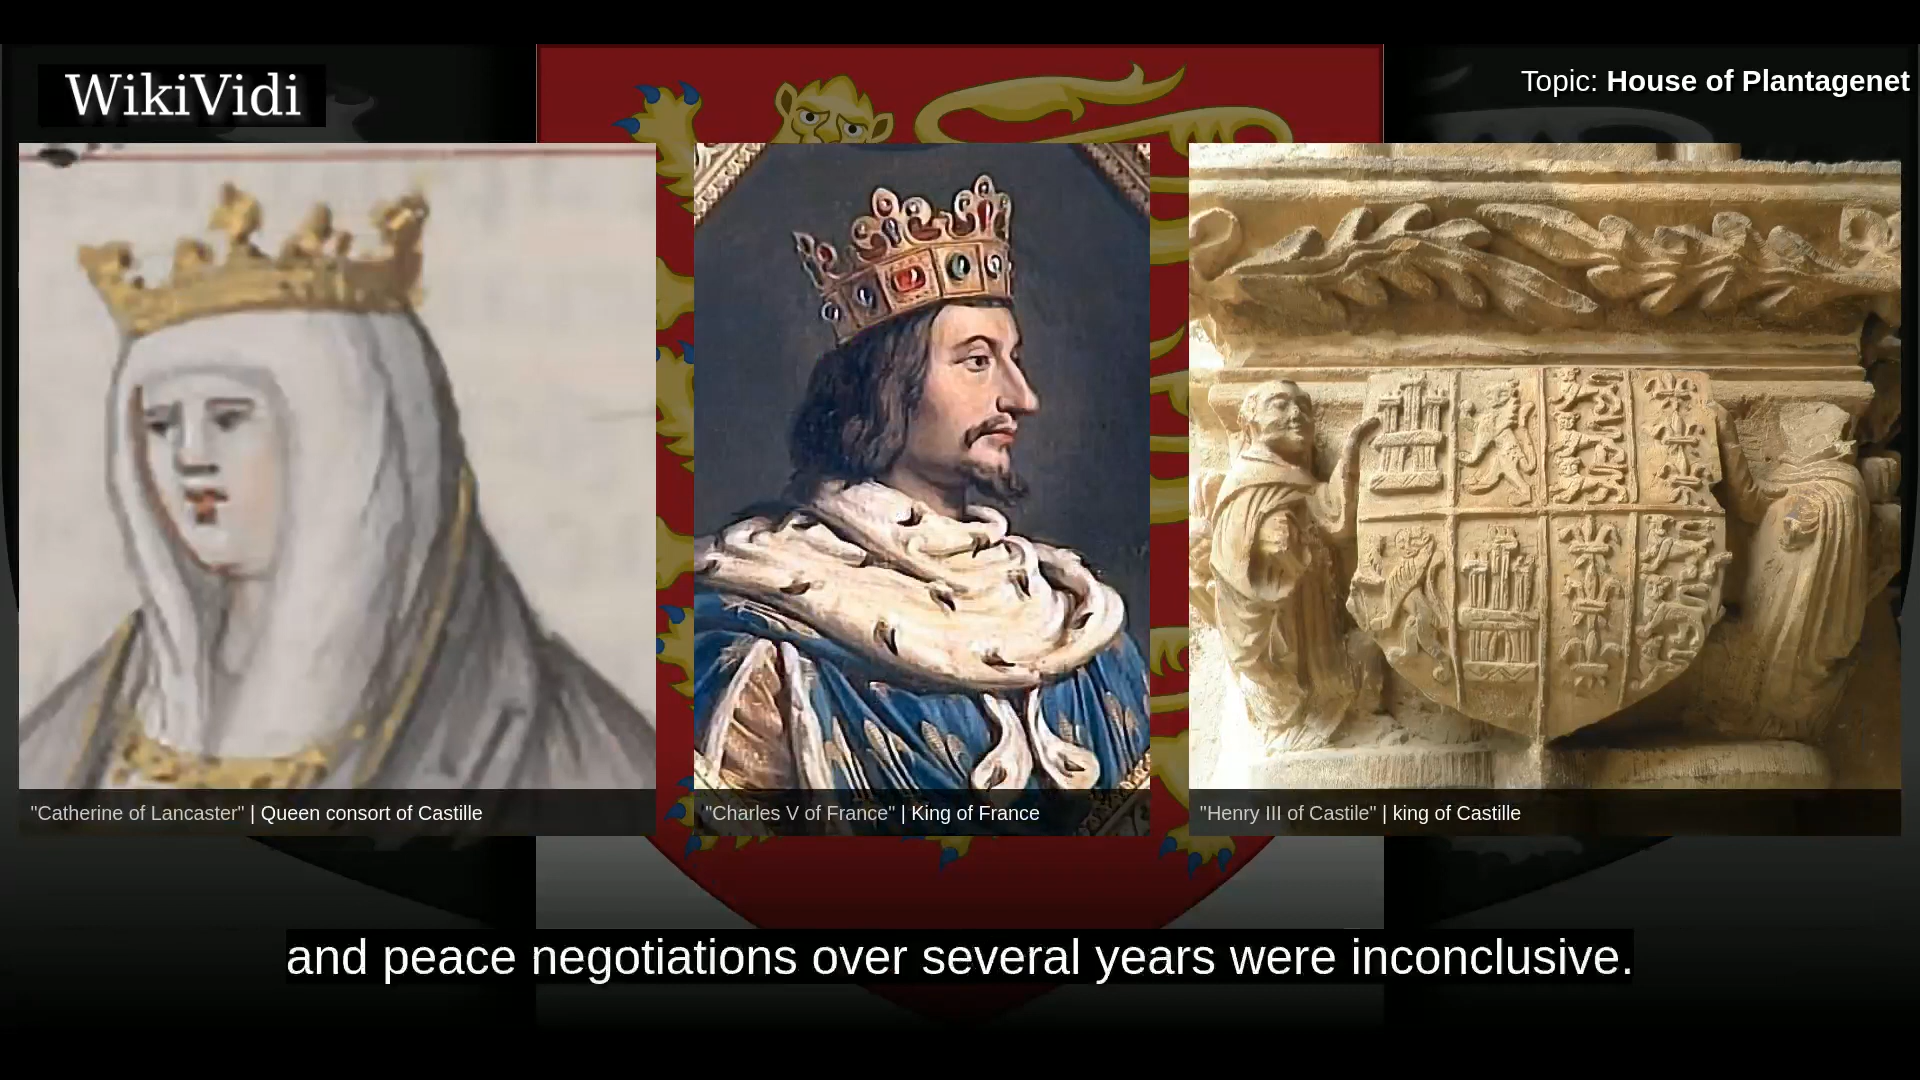 WikiVidi
Topic: House of Plantagenet
"Catherine of Lancaster" | Queen consort of Castille
"Charles V of France" | King of France
"Henry III of Castile" | king of Castille
and peace negotiations over several years were inconclusive.